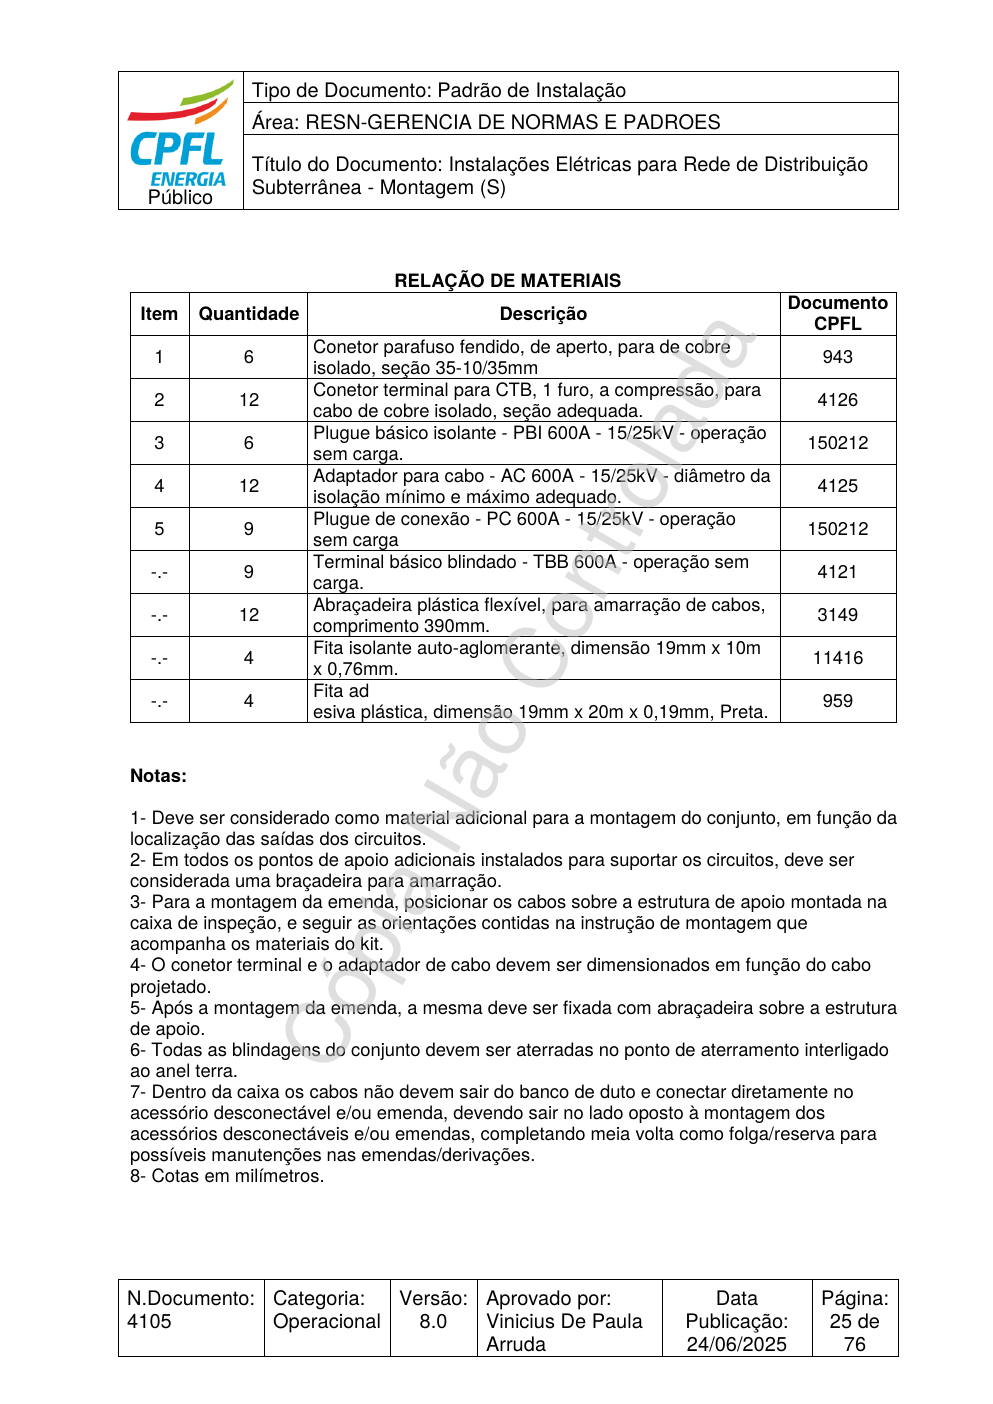 CPFL
ENERGIA
Público
Tipo de Documento: Padrão de Instalação
Área: RESN-GERENCIA DE NORMAS E PADROES
Título do Documento: Instalações Elétricas para Rede de Distribuição
Subterrânea - Montagem (S)
RELAÇÃO DE MATERIAIS
Item Quantidade Descrição Documento
CPFL
1 6 Conetor parafuso fendido, de aperto, para de cobre
isolado, seção 35-10/35mm 943
2 12 Conetor terminal para CTB, 1 furo, a compressão, para
cabo de cobre isolado, seção adequada. 4126
3 6 Plugue básico isolante - PBI 600A - 15/25kV - operação
sem carga. 150212
4 12 Adaptador para cabo - AC 600A - 15/25kV - diâmetro da
isolação mínimo e máximo adequado. 4125
5 9 Plugue de conexão - PC 600A - 15/25kV - operação
sem carga 150212
-.- 9 Terminal básico blindado - TBB 600A - operação sem
carga. 4121
-.- 12 Abraçadeira plástica flexível, para amarração de cabos,
comprimento 390mm. 3149
-.- 4 Fita isolante auto-aglomerante, dimensão 19mm x 10m
x 0,76mm. 11416
-.- 4 Fita ad
esiva plástica, dimensão 19mm x 20m x 0,19mm, Preta. 959
Notas:
1- Deve ser considerado como material adicional para a montagem do conjunto, em função da
localização das saídas dos circuitos.
2- Em todos os pontos de apoio adicionais instalados para suportar os circuitos, deve ser
considerada uma braçadeira para amarração.
3- Para a montagem da emenda, posicionar os cabos sobre a estrutura de apoio montada na
caixa de inspeção, e seguir as orientações contidas na instrução de montagem que
acompanha os materiais do kit.
4- O conetor terminal e o adaptador de cabo devem ser dimensionados em função do cabo
projetado.
5- Após a montagem da emenda, a mesma deve ser fixada com abraçadeira sobre a estrutura
de apoio.
6- Todas as blindagens do conjunto devem ser aterradas no ponto de aterramento interligado
ao anel terra.
7- Dentro da caixa os cabos não devem sair do banco de duto e conectar diretamente no
acessório desconectável e/ou emenda, devendo sair no lado oposto à montagem dos
acessórios desconectáveis e/ou emendas, completando meia volta como folga/reserva para
possíveis manutenções nas emendas/derivações.
8- Cotas em milímetros.
Cópia Não Controlada
N.Documento: Categoria: Versão: Aprovado por: Data Página:
4105 Operacional 8.0 Vinicius De Paula Publicação: 25 de
Arruda 24/06/2025 76